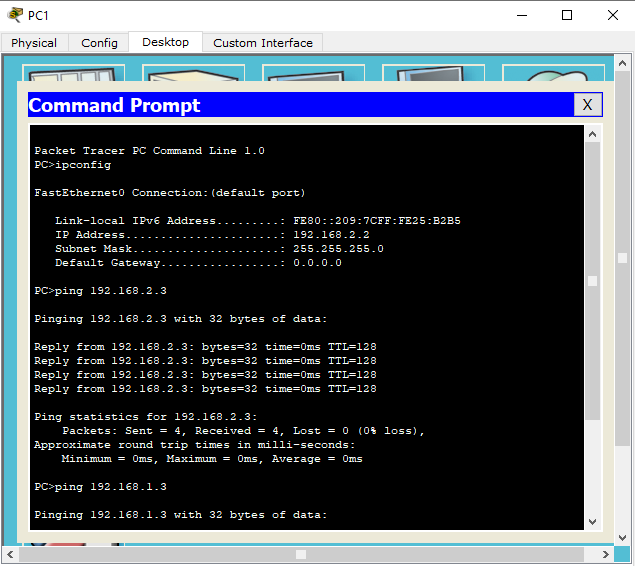 PC1
Physical Config Desktop Custom Interface
Command Prompt X
Packet Tracer PC Command Line 1.0
PC>ipconfig
FastEthernet0 Connection:(default port)
Link-local IPv6 Address.........: FE80::209:7CFF:FE25:B2B5
IP Address......................: 192.168.2.2
Subnet Mask.....................: 255.255.255.0
Default Gateway.................: 0.0.0.0
PC>ping 192.168.2.3
Pinging 192.168.2.3 with 32 bytes of data:
Reply from 192.168.2.3: bytes=32 time=0ms TTL=128
Reply from 192.168.2.3: bytes=32 time=0ms TTL=128
Reply from 192.168.2.3: bytes=32 time=0ms TTL=128
Reply from 192.168.2.3: bytes=32 time=0ms TTL=128
Ping statistics for 192.168.2.3:
Packets: Sent = 4, Received = 4, Lost = 0 (0% loss),
Approximate round trip times in milli-seconds:
Minimum = 0ms, Maximum = 0ms, Average = 0ms
PC>ping 192.168.1.3
Pinging 192.168.1.3 with 32 bytes of data: